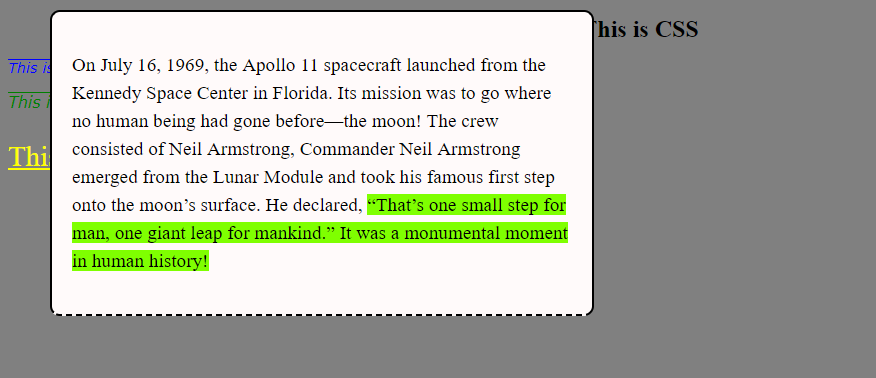 This is CSS
This is
On July 16, 1969, the Apollo 11 spacecraft launched from the
Kennedy Space Center in Florida. Its mission was to go where
This i
no human being had gone before—the moon! The crew
consisted of Neil Armstrong, Commander Neil Armstrong
Thi
emerged from the Lunar Module and took his famous first step
onto the moon’s surface. He declared, “That’s one small step for
man, one giant leap for mankind.” It was a monumental moment
in human history!